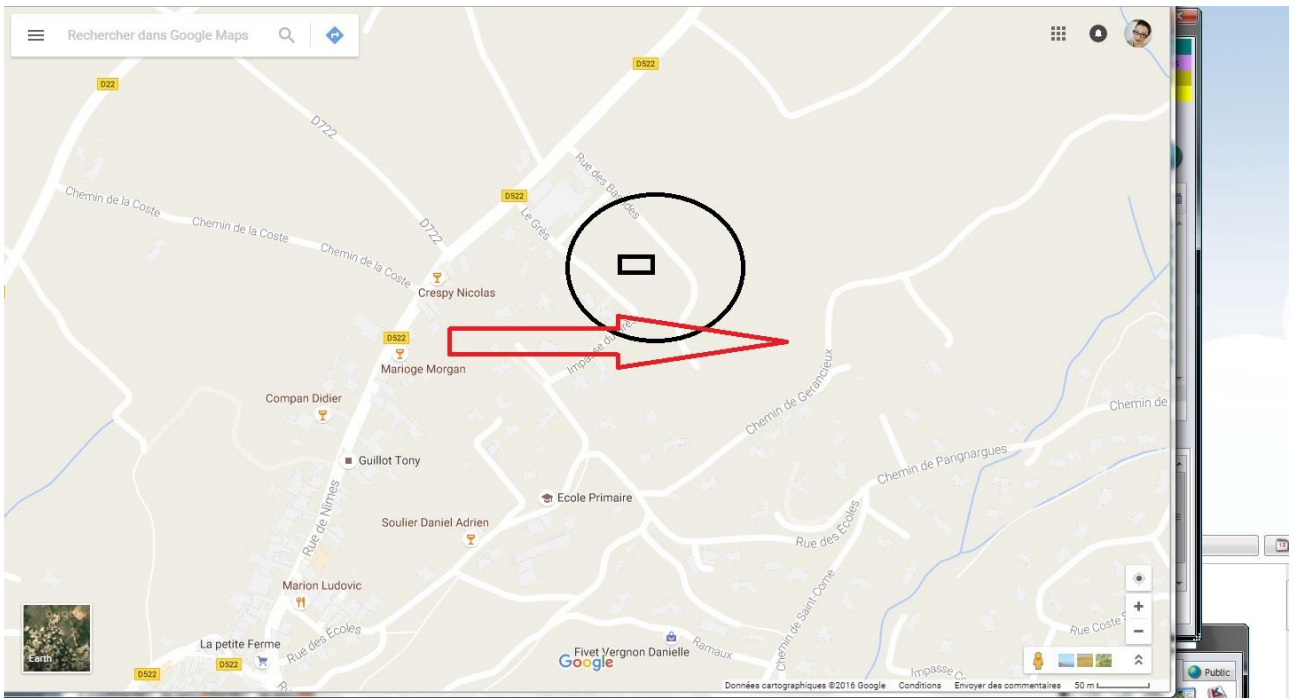 Rechercher dans Google Maps
D522
D22
D722
Rue des Bastides
Chemin de la Coste
D522
Le Grès
Chemin de la Coste
D722
Chemin de la Coste
Crespy Nicolas
D522
Impasse du Grès
Marioge Morgan
Chemin de Gerancieux
Compan Didier
Chemin de
Guillot Tony
Chemin de Parignargues
Ecole Primaire
Rue de Nîmes
Soulier Daniel Adrien
Rue des Écoles
Marion Ludovic
Chemin de Saint-Come
Rue Coste
Rue des Écoles
La petite Ferme
Fivet Vergnon Danielle
Ramaux
Earth
D522
Google
Impasse
D522
Données cartographiques ©2016 Google Conditions Envoyer des commentaires 50 m
Public